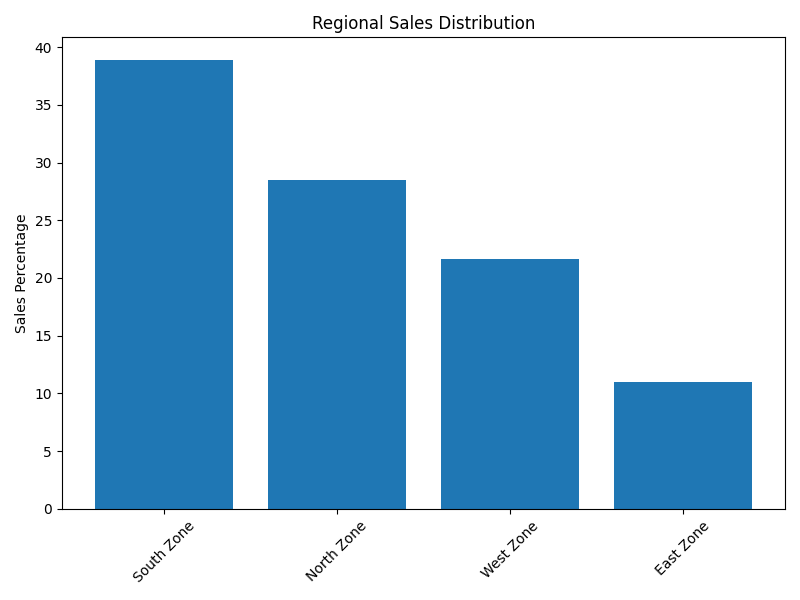 Regional Sales Distribution
Sales Percentage
40
35
30
25
20
15
10
5
0
South Zone
North Zone
West Zone
East Zone